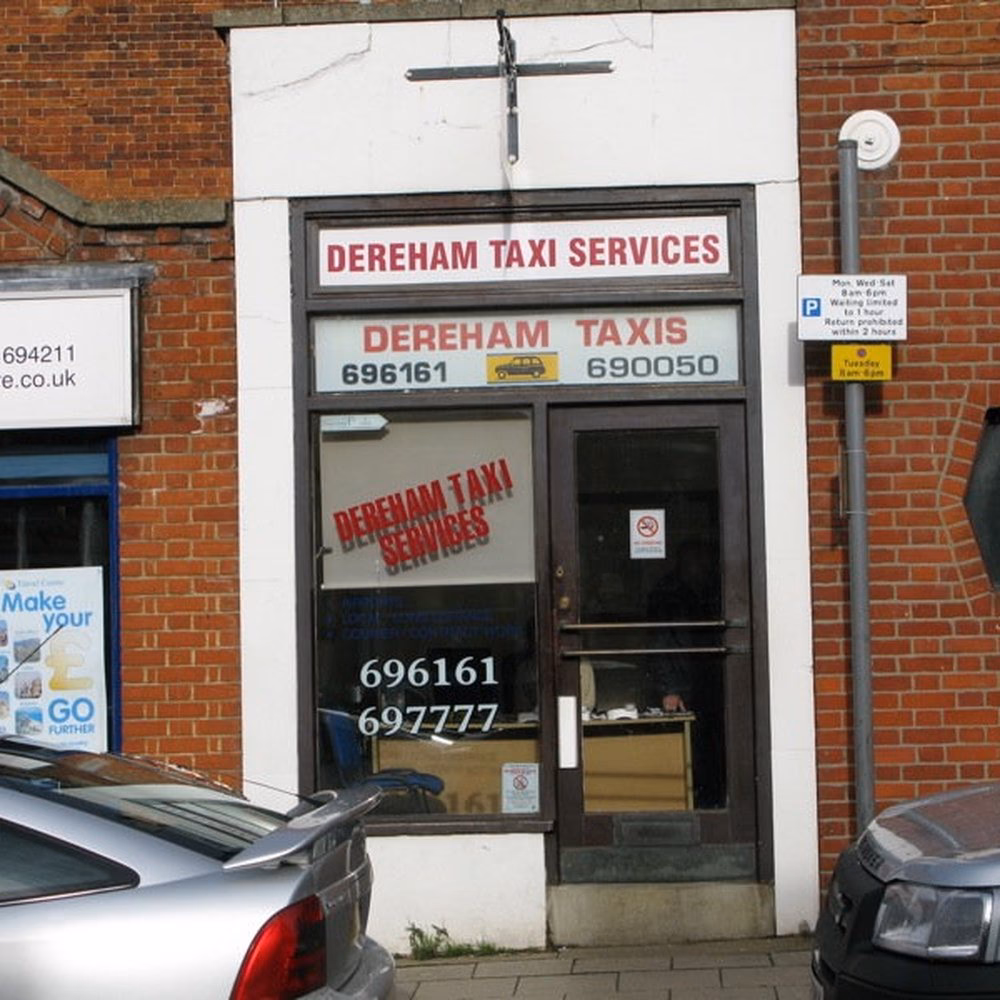 DEREHAM TAXI SERVICES
DEREHAM TAXIS
696161
690050
DEREHAM TAXI
SERVICES
696161
697777
694211
e.co.uk
Make
your
£
GO
FURTHER
P
Mon, Wed-Sat
8am-6pm
Waiting limited
to 1 hour
Return prohibited
within 2 hours
Tuesday
8am-6pm